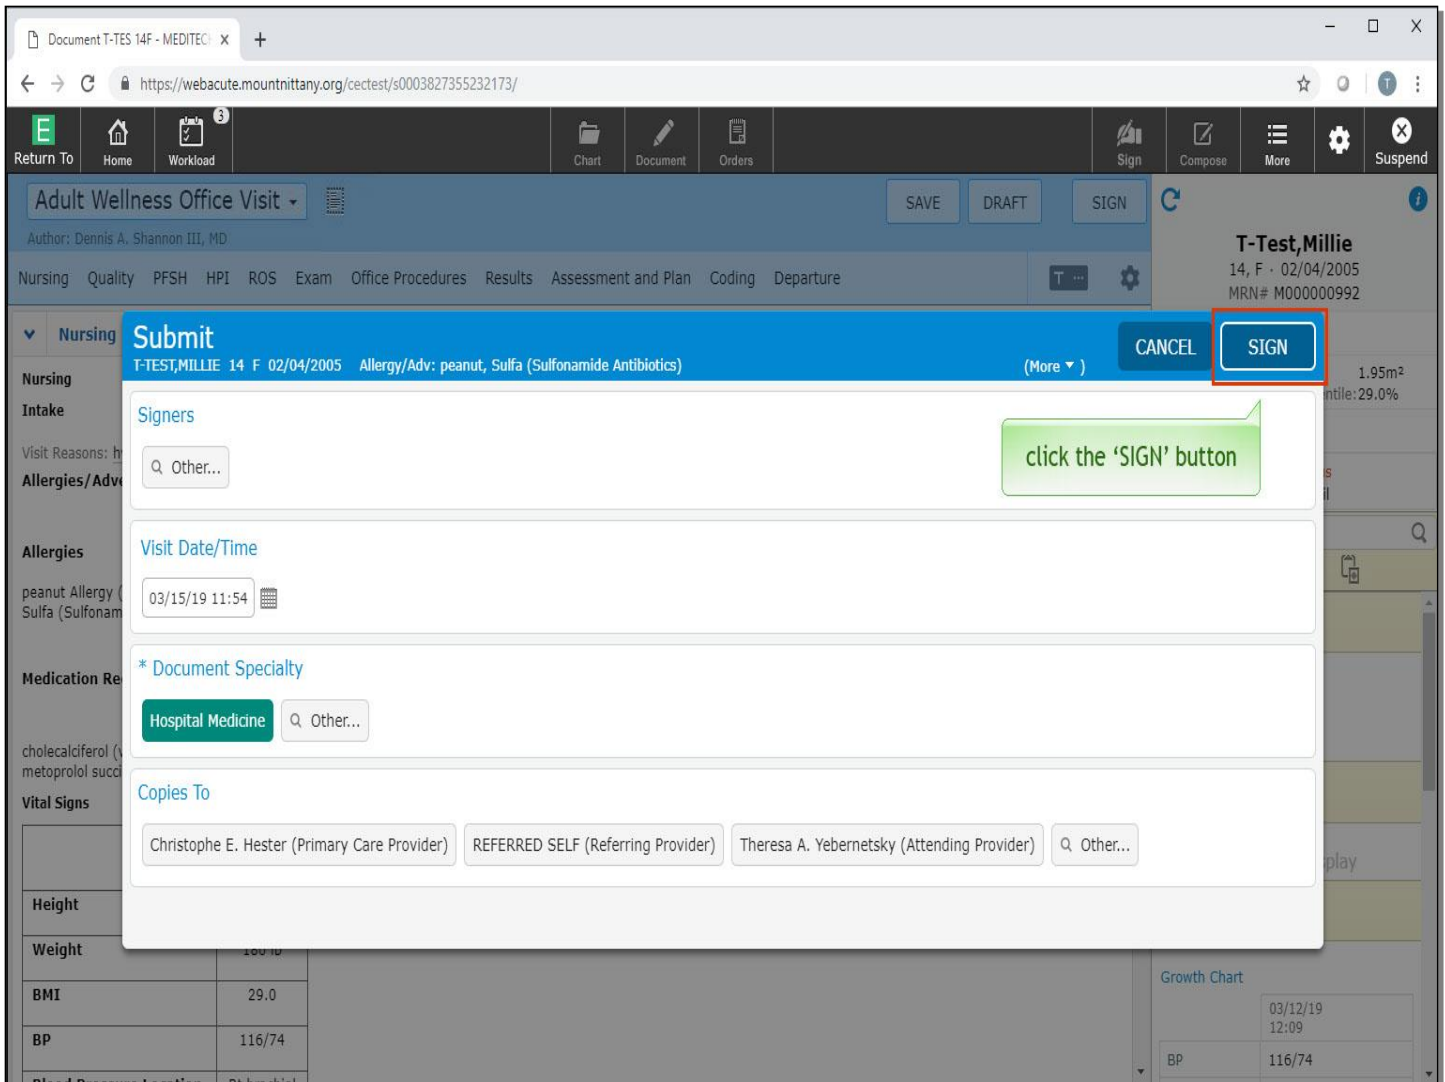 Document T-TES 14F - MEDITEC
https://webacute.mountnittany.org/cectest/s0003827355232173/
T
E
3
Return To Home Workload Chart Document Orders Sign Compose More Suspend
Adult Wellness Office Visit
SAVE DRAFT SIGN
Author: Dennis A. Shannon III, MD
T-Test,Millie
14, F · 02/04/2005
MRN# M000000992
Nursing Quality PFSH HPI ROS Exam Office Procedures Results Assessment and Plan Coding Departure
T ...
Nursing
Submit
CANCEL SIGN
T-TEST,MILLIE 14 F 02/04/2005 Allergy/Adv: peanut, Sulfa (Sulfonamide Antibiotics)
(More ▾ )
1.95m²
29.0%
Nursing
Intake
Visit Reasons:
Allergies/Adv
Signers
Other...
click the ‘SIGN’ button
Allergies
peanut Allergy (
Sulfa (Sulfonam
Visit Date/Time
03/15/19 11:54
Medication Re
* Document Specialty
Hospital Medicine
Other...
cholecalciferol (
metoprolol succi
Vital Signs
Copies To
Christophe E. Hester (Primary Care Provider)
REFERRED SELF (Referring Provider)
Theresa A. Yebernetsky (Attending Provider)
Other...
Height
Weight 180 lb
BMI 29.0
BP 116/74
Growth Chart
03/12/19
12:09
BP 116/74